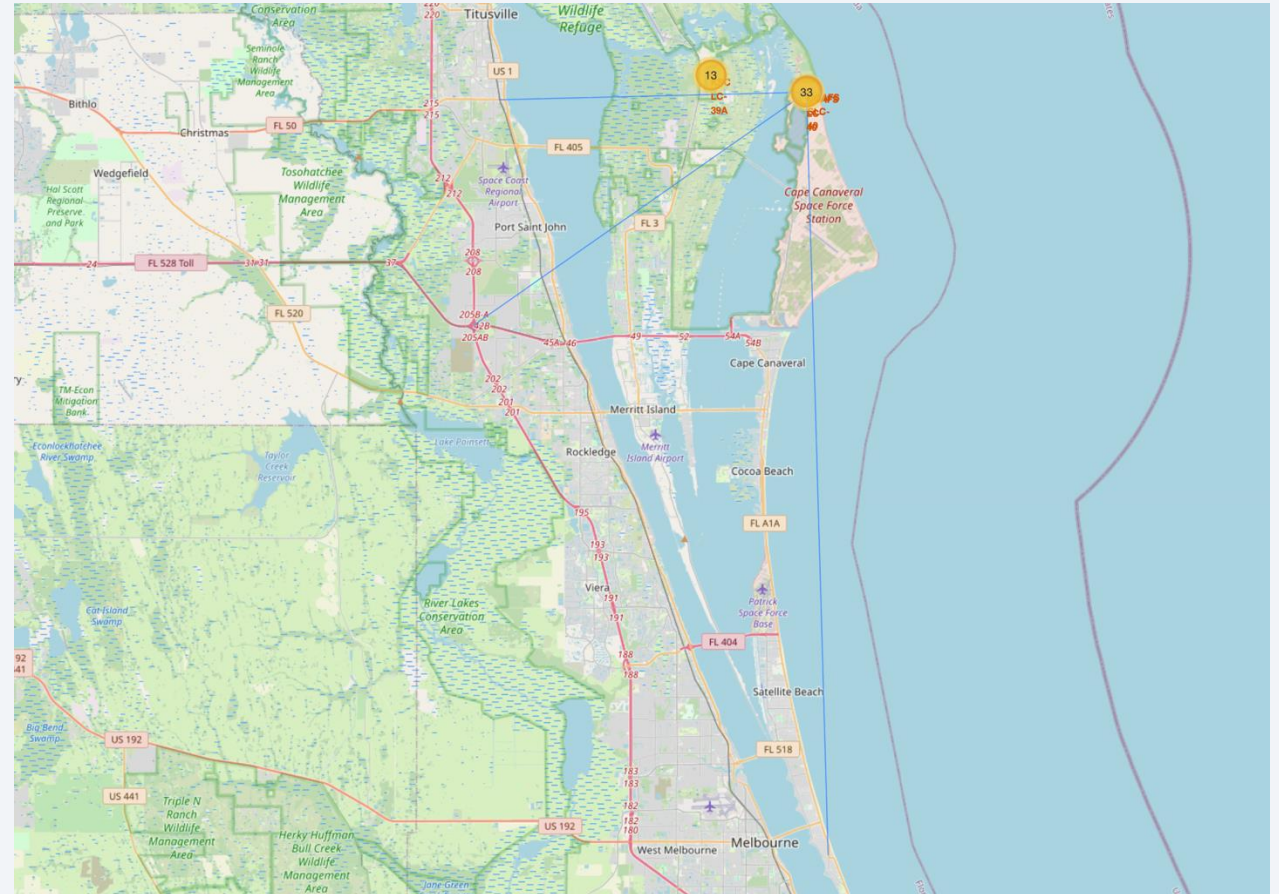 Conservation
Area
220
220
Titusville
Wildlife
Refuge
Seminole
Ranch
Wildlife
Management
Area
US 1
13
LC-
39A
33
Bithlo
215
215
FL 50
Christmas
FL 405
Wedgefield
Tosohatchee
Wildlife
Management
Area
212
212
Space Coast
Regional
Airport
Hal Scott
Regional
Preserve
and Park
Cape Canaveral
Space Force
Station
Port Saint John
FL 3
208
208
24
FL 528 Toll
31
31
37
FL 520
205B A
42B
205AB
45A
46
49
52
54A
54B
Cape Canaveral
202
202
201
201
TM-Econ
Mitigation
Bank
Merritt Island
Lake Poinsett
Econlockhatchee
River Swamp
Taylor
Creek
Reservoir
Rockledge
Merritt
Island Airport
Cocoa Beach
195
FL A1A
193
193
Viera
191
191
River Lakes
Conservation
Area
Cat Island
Swamp
Patrick
Space Force
Base
FL 404
92
41
188
188
Satellite Beach
Big Bend
Swamp
US 192
FL 518
183
183
US 441
182
182
180
Triple N
Ranch
Wildlife
Management
Area
US 192
Herky Huffman
Bull Creek
Wildlife
Management
Area
West Melbourne
Melbourne
Jane Green